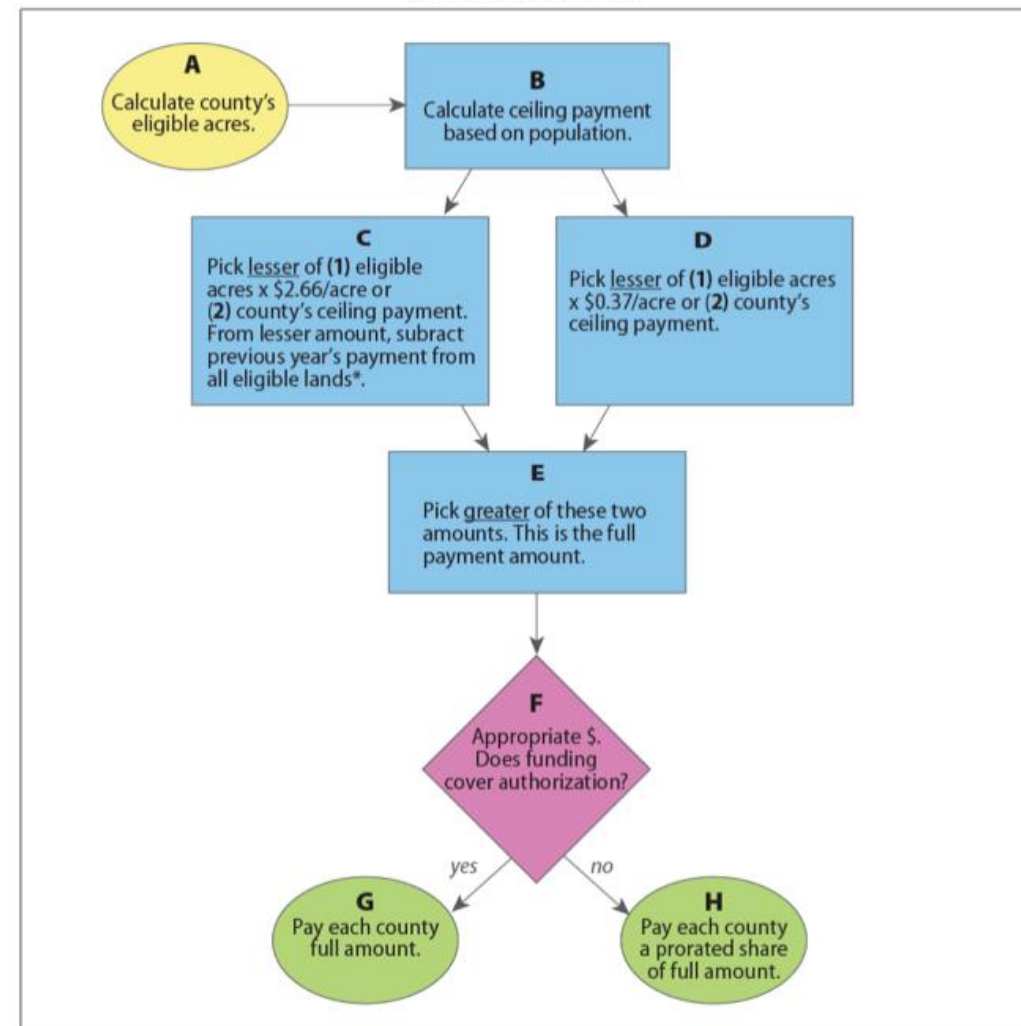 A
Calculate county's
eligible acres.
B
Calculate ceiling payment
based on population.
C
Pick lesser of (1) eligible
acres x $2.66/acre or
(2) county's ceiling payment.
From lesser amount, subract
previous year's payment from
all eligible lands*.
D
Pick lesser of (1) eligible acres
x $0.37/acre or (2) county's
ceiling payment.
E
Pick greater of these two
amounts. This is the full
payment amount.
F
Appropriate $.
Does funding
cover authorization?
yes
no
G
Pay each county
full amount.
H
Pay each county
a prorated share
of full amount.